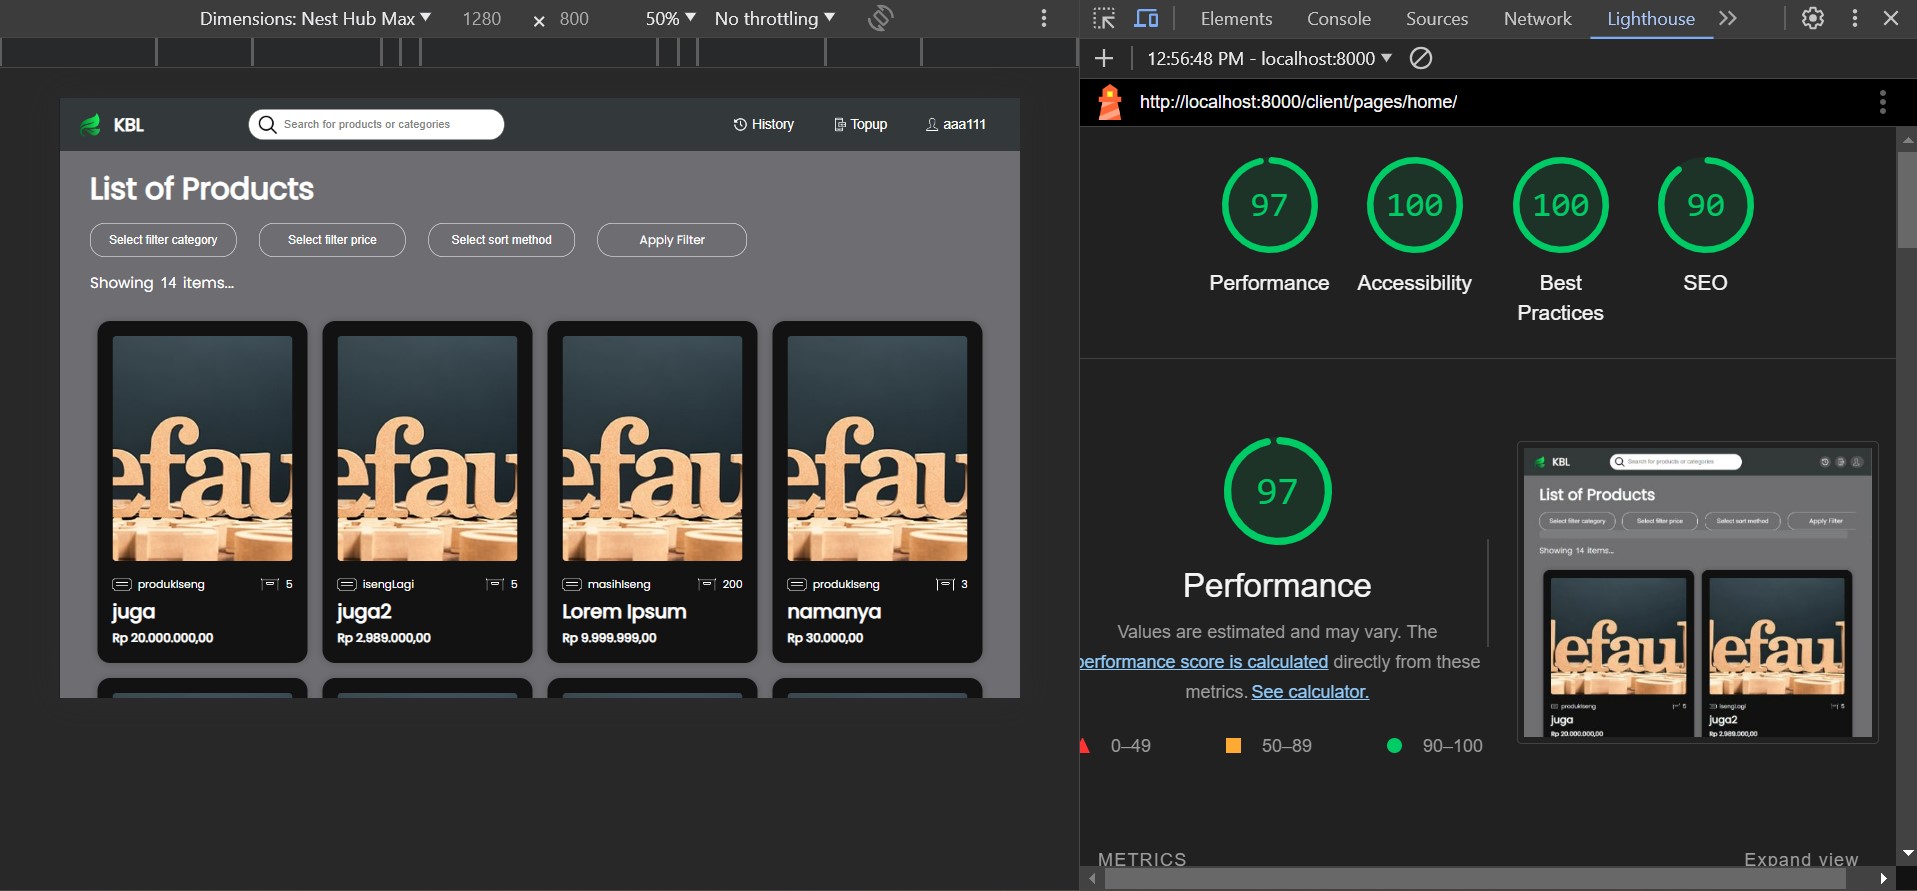 Dimensions: Nest Hub Max 1280 × 800 50% No throttling
KBL
Search for products or categories
History
Topup
aaa111
List of Products
Select filter category
Select filter price
Select sort method
Apply Filter
Showing 14 items...
efau
efau
efau
efau
produkIseng 5
juga
Rp 20.000.000,00
isengLagi 5
juga2
Rp 2.989.000,00
masihIseng 200
Lorem Ipsum
Rp 9.999.999,00
produkIseng 3
namanya
Rp 30.000,00
Elements Console Sources Network Lighthouse
12:56:48 PM - localhost:8000
http://localhost:8000/client/pages/home/
97
Performance
100
Accessibility
100
Best
Practices
90
SEO
97
Performance
Values are estimated and may vary. The
performance score is calculated directly from these
metrics. See calculator.
0–49
50–89
90–100
KBL
Search for products or categories
List of Products
Select filter category
Select filter price
Select sort method
Apply Filter
Showing 14 items...
efau
efau
produkIseng 5
juga
Rp 20.000.000,00
isengLagi 5
juga2
Rp 2.989.000,00
METRICS
Expand view